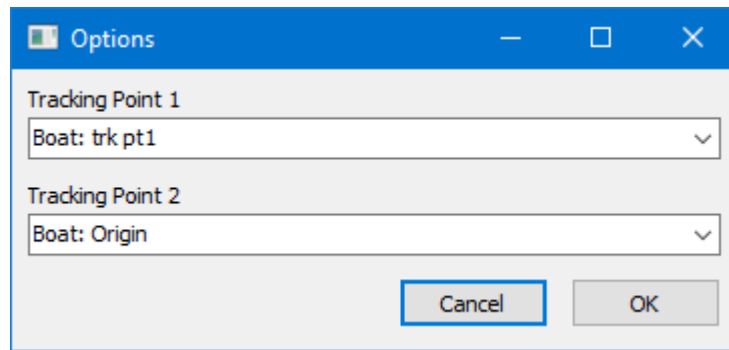 Options
Tracking Point 1
Boat: trk pt1
Tracking Point 2
Boat: Origin
Cancel OK